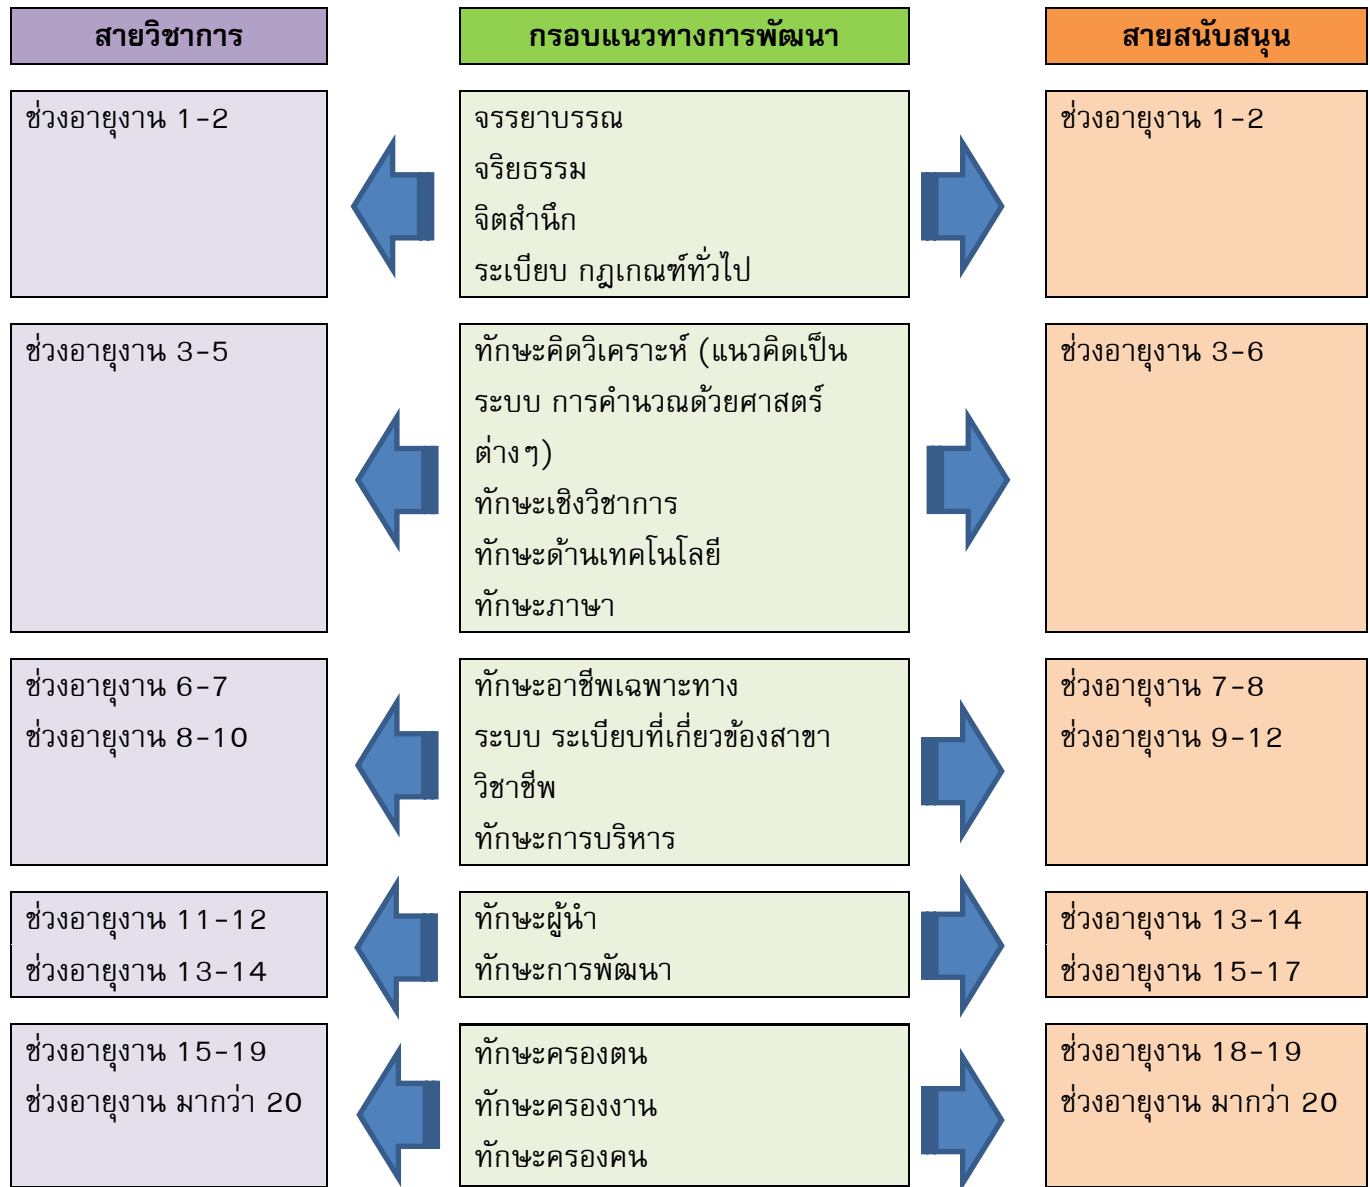 สายวิชาการ
กรอบแนวทางการพัฒนา
สายสนับสนุน
ช่วงอายุงาน 1-2
จรรยาบรรณ
จริยธรรม
จิตสำนึก
ระเบียบ กฎเกณฑ์ทั่วไป
ช่วงอายุงาน 1-2
ช่วงอายุงาน 3-5
ทักษะคิดวิเคราะห์ (แนวคิดเป็น
ระบบ การคำนวณด้วยศาสตร์
ต่างๆ)
ทักษะเชิงวิชาการ
ทักษะด้านเทคโนโลยี
ทักษะภาษา
ช่วงอายุงาน 3-6
ช่วงอายุงาน 6-7
ช่วงอายุงาน 8-10
ทักษะอาชีพเฉพาะทาง
ระบบ ระเบียบที่เกี่ยวข้องสาขา
วิชาชีพ
ทักษะการบริหาร
ช่วงอายุงาน 7-8
ช่วงอายุงาน 9-12
ช่วงอายุงาน 11-12
ช่วงอายุงาน 13-14
ทักษะผู้นำ
ทักษะการพัฒนา
ช่วงอายุงาน 13-14
ช่วงอายุงาน 15-17
ช่วงอายุงาน 15-19
ช่วงอายุงาน มากว่า 20
ทักษะครองตน
ทักษะครองงาน
ทักษะครองคน
ช่วงอายุงาน 18-19
ช่วงอายุงาน มากว่า 20